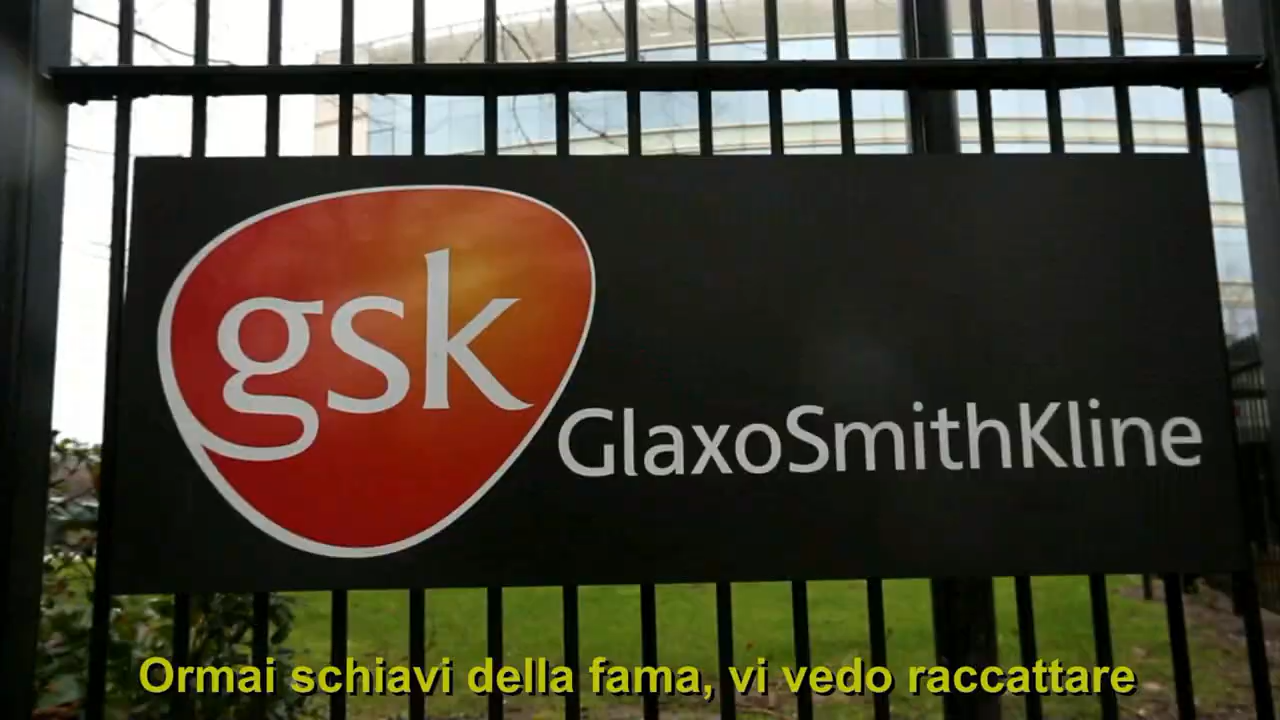 gsk
GlaxoSmithKline
Ormai schiavi della fama, vi vedo raccattare